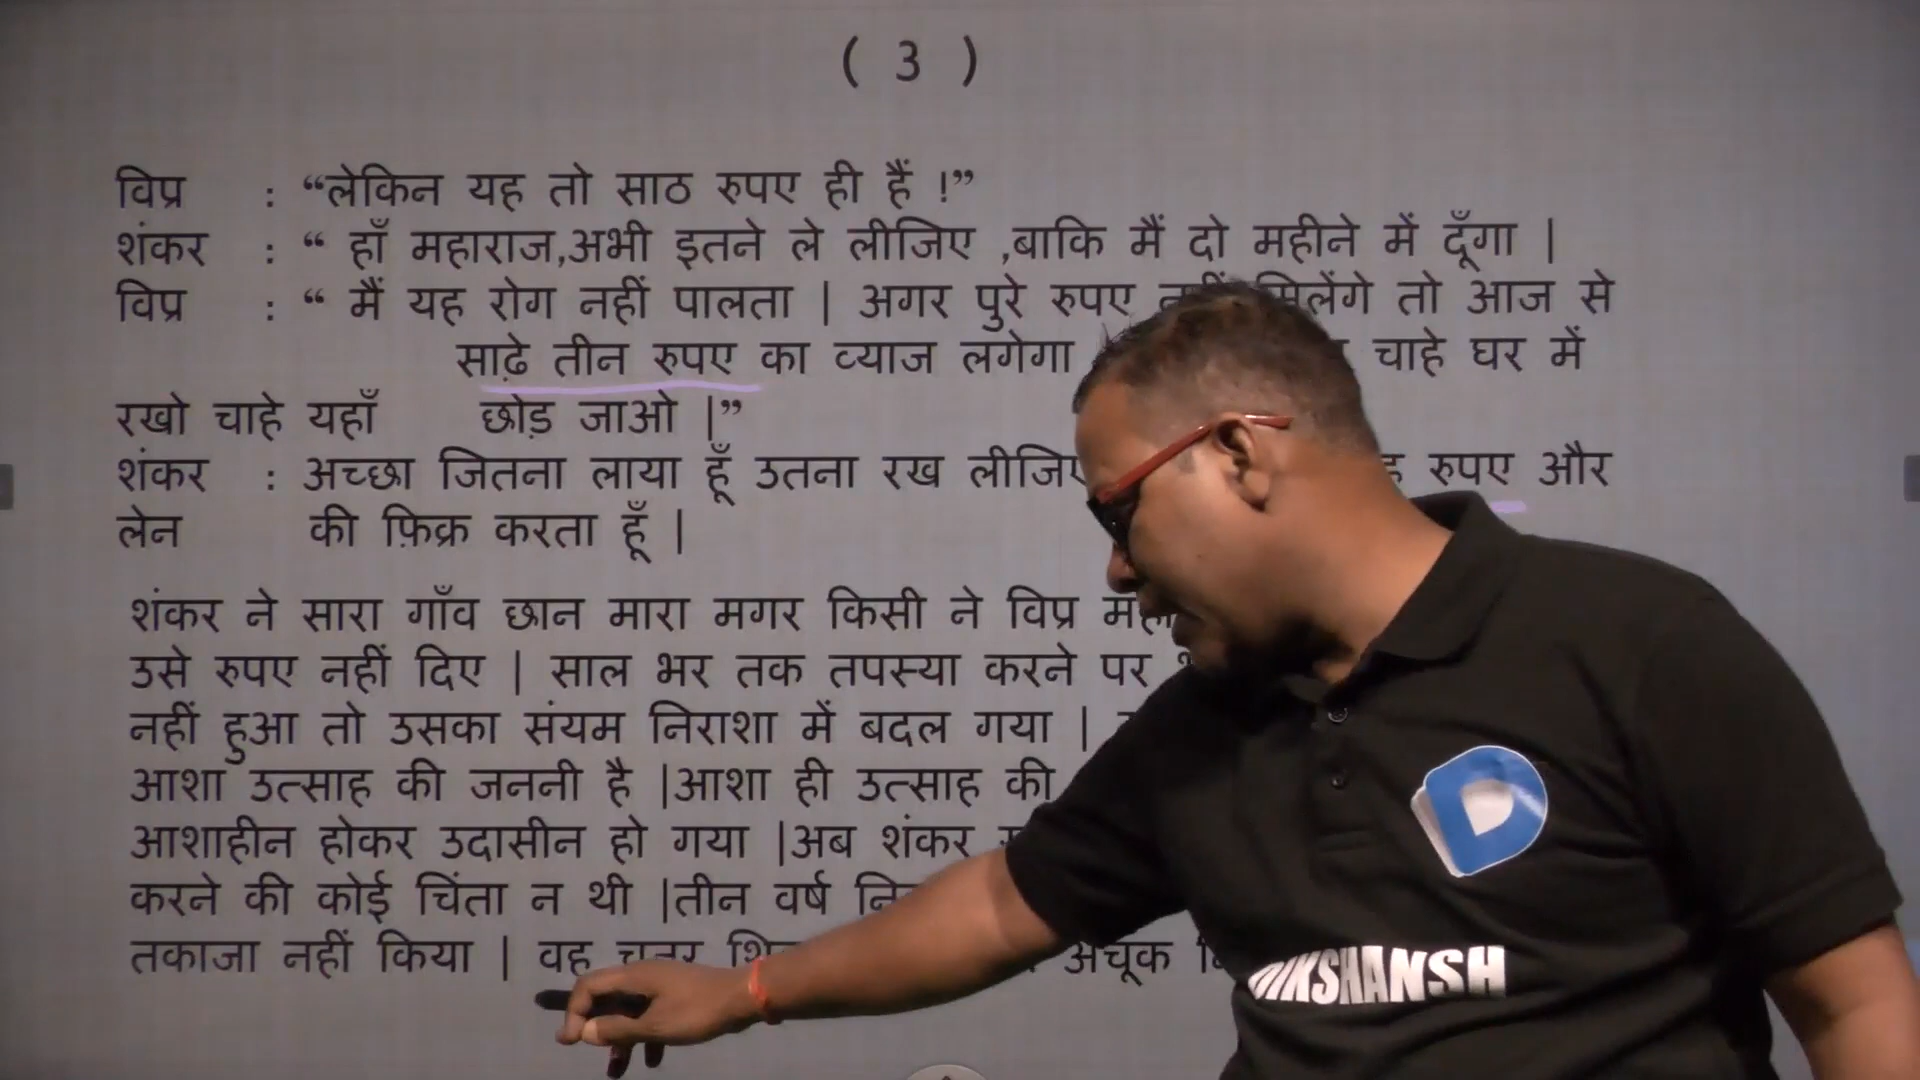 ( 3 )
विप्र : “लेकिन यह तो साठ रुपए ही हैं !”
शंकर : “ हाँ महाराज,अभी इतने ले लीजिए ,बाकि मैं दो महीने में दूँगा |
विप्र : “ मैं यह रोग नहीं पालता | अगर पुरे रुपए नहीं मिलेंगे तो आज से
साढ़े तीन रुपए का व्याज लगेगा चाहे घर में
रखो चाहे यहाँ छोड़ जाओ |”
शंकर : अच्छा जितना लाया हूँ उतना रख लीजिए रुपए और
लेन की फ़िक्र करता हूँ |
शंकर ने सारा गाँव छान मारा मगर किसी ने विप्र
उसे रुपए नहीं दिए | साल भर तक तपस्या करने पर
नहीं हुआ तो उसका संयम निराशा में बदल गया |
आशा उत्साह की जननी है |आशा ही उत्साह की
आशाहीन होकर उदासीन हो गया |अब शंकर
करने की कोई चिंता न थी |तीन वर्ष
तकाजा नहीं किया | वह चतुर अचूक
DIKSHANSH